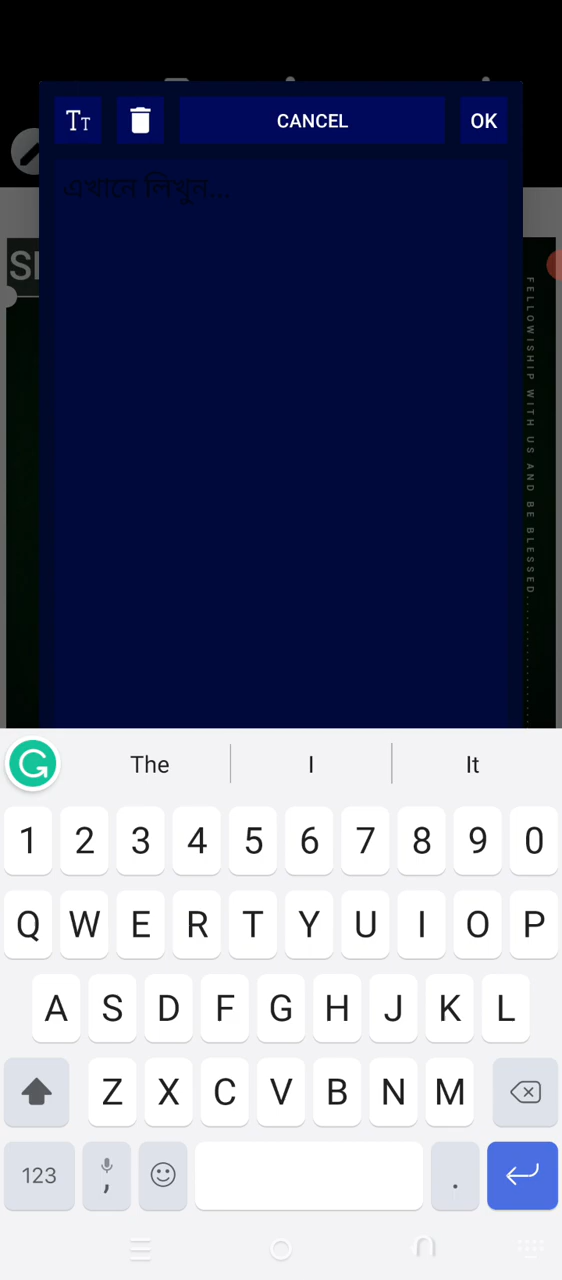 Tт
CANCEL
OK
এখানে লিখুন...
FELLOWISHIP WITH US AND BE BLESSED
The
I
It
1 2 3 4 5 6 7 8 9 0
Q W E R T Y U I O P
A S D F G H J K L
Z X C V B N M
123
,
.